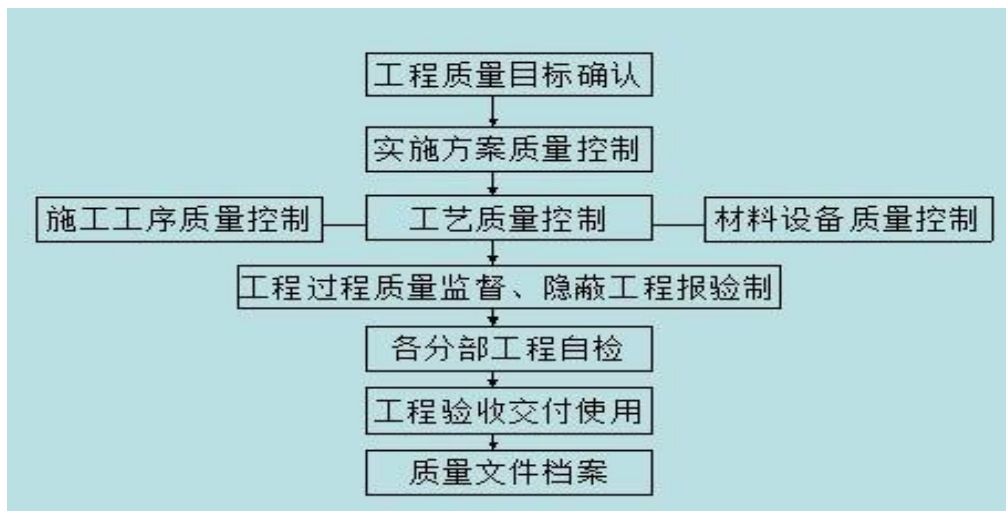 工程质量目标确认
实施方案质量控制
施工工序质量控制
工艺质量控制
材料设备质量控制
工程过程质量监督、隐蔽工程报验制
各分部工程自检
工程验收交付使用
质量文件档案